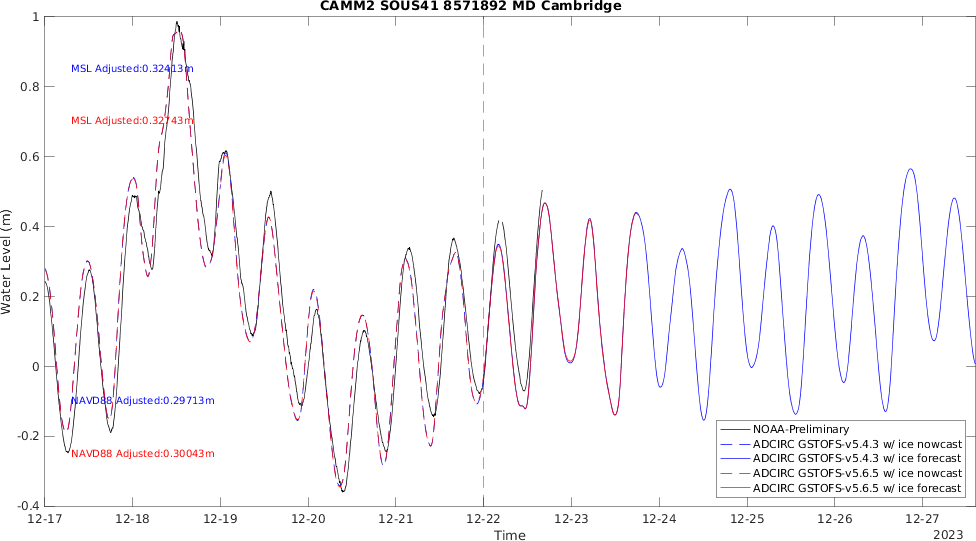 CAMM2 SOUS41 8571892 MD Cambridge
1
0.8
0.6
0.4
0.2
0
-0.2
-0.4
Water Level (m)
MSL Adjusted:0.32413m
MSL Adjusted:0.32743m
NAVD88 Adjusted:0.29713m
NAVD88 Adjusted:0.30043m
NOAA-Preliminary
ADCIRC GSTOFS-v5.4.3 w/ ice nowcast
ADCIRC GSTOFS-v5.4.3 w/ ice forecast
ADCIRC GSTOFS-v5.6.5 w/ ice nowcast
ADCIRC GSTOFS-v5.6.5 w/ ice forecast
12-17 12-18 12-19 12-20 12-21 12-22 12-23 12-24 12-25 12-26 12-27
Time
2023